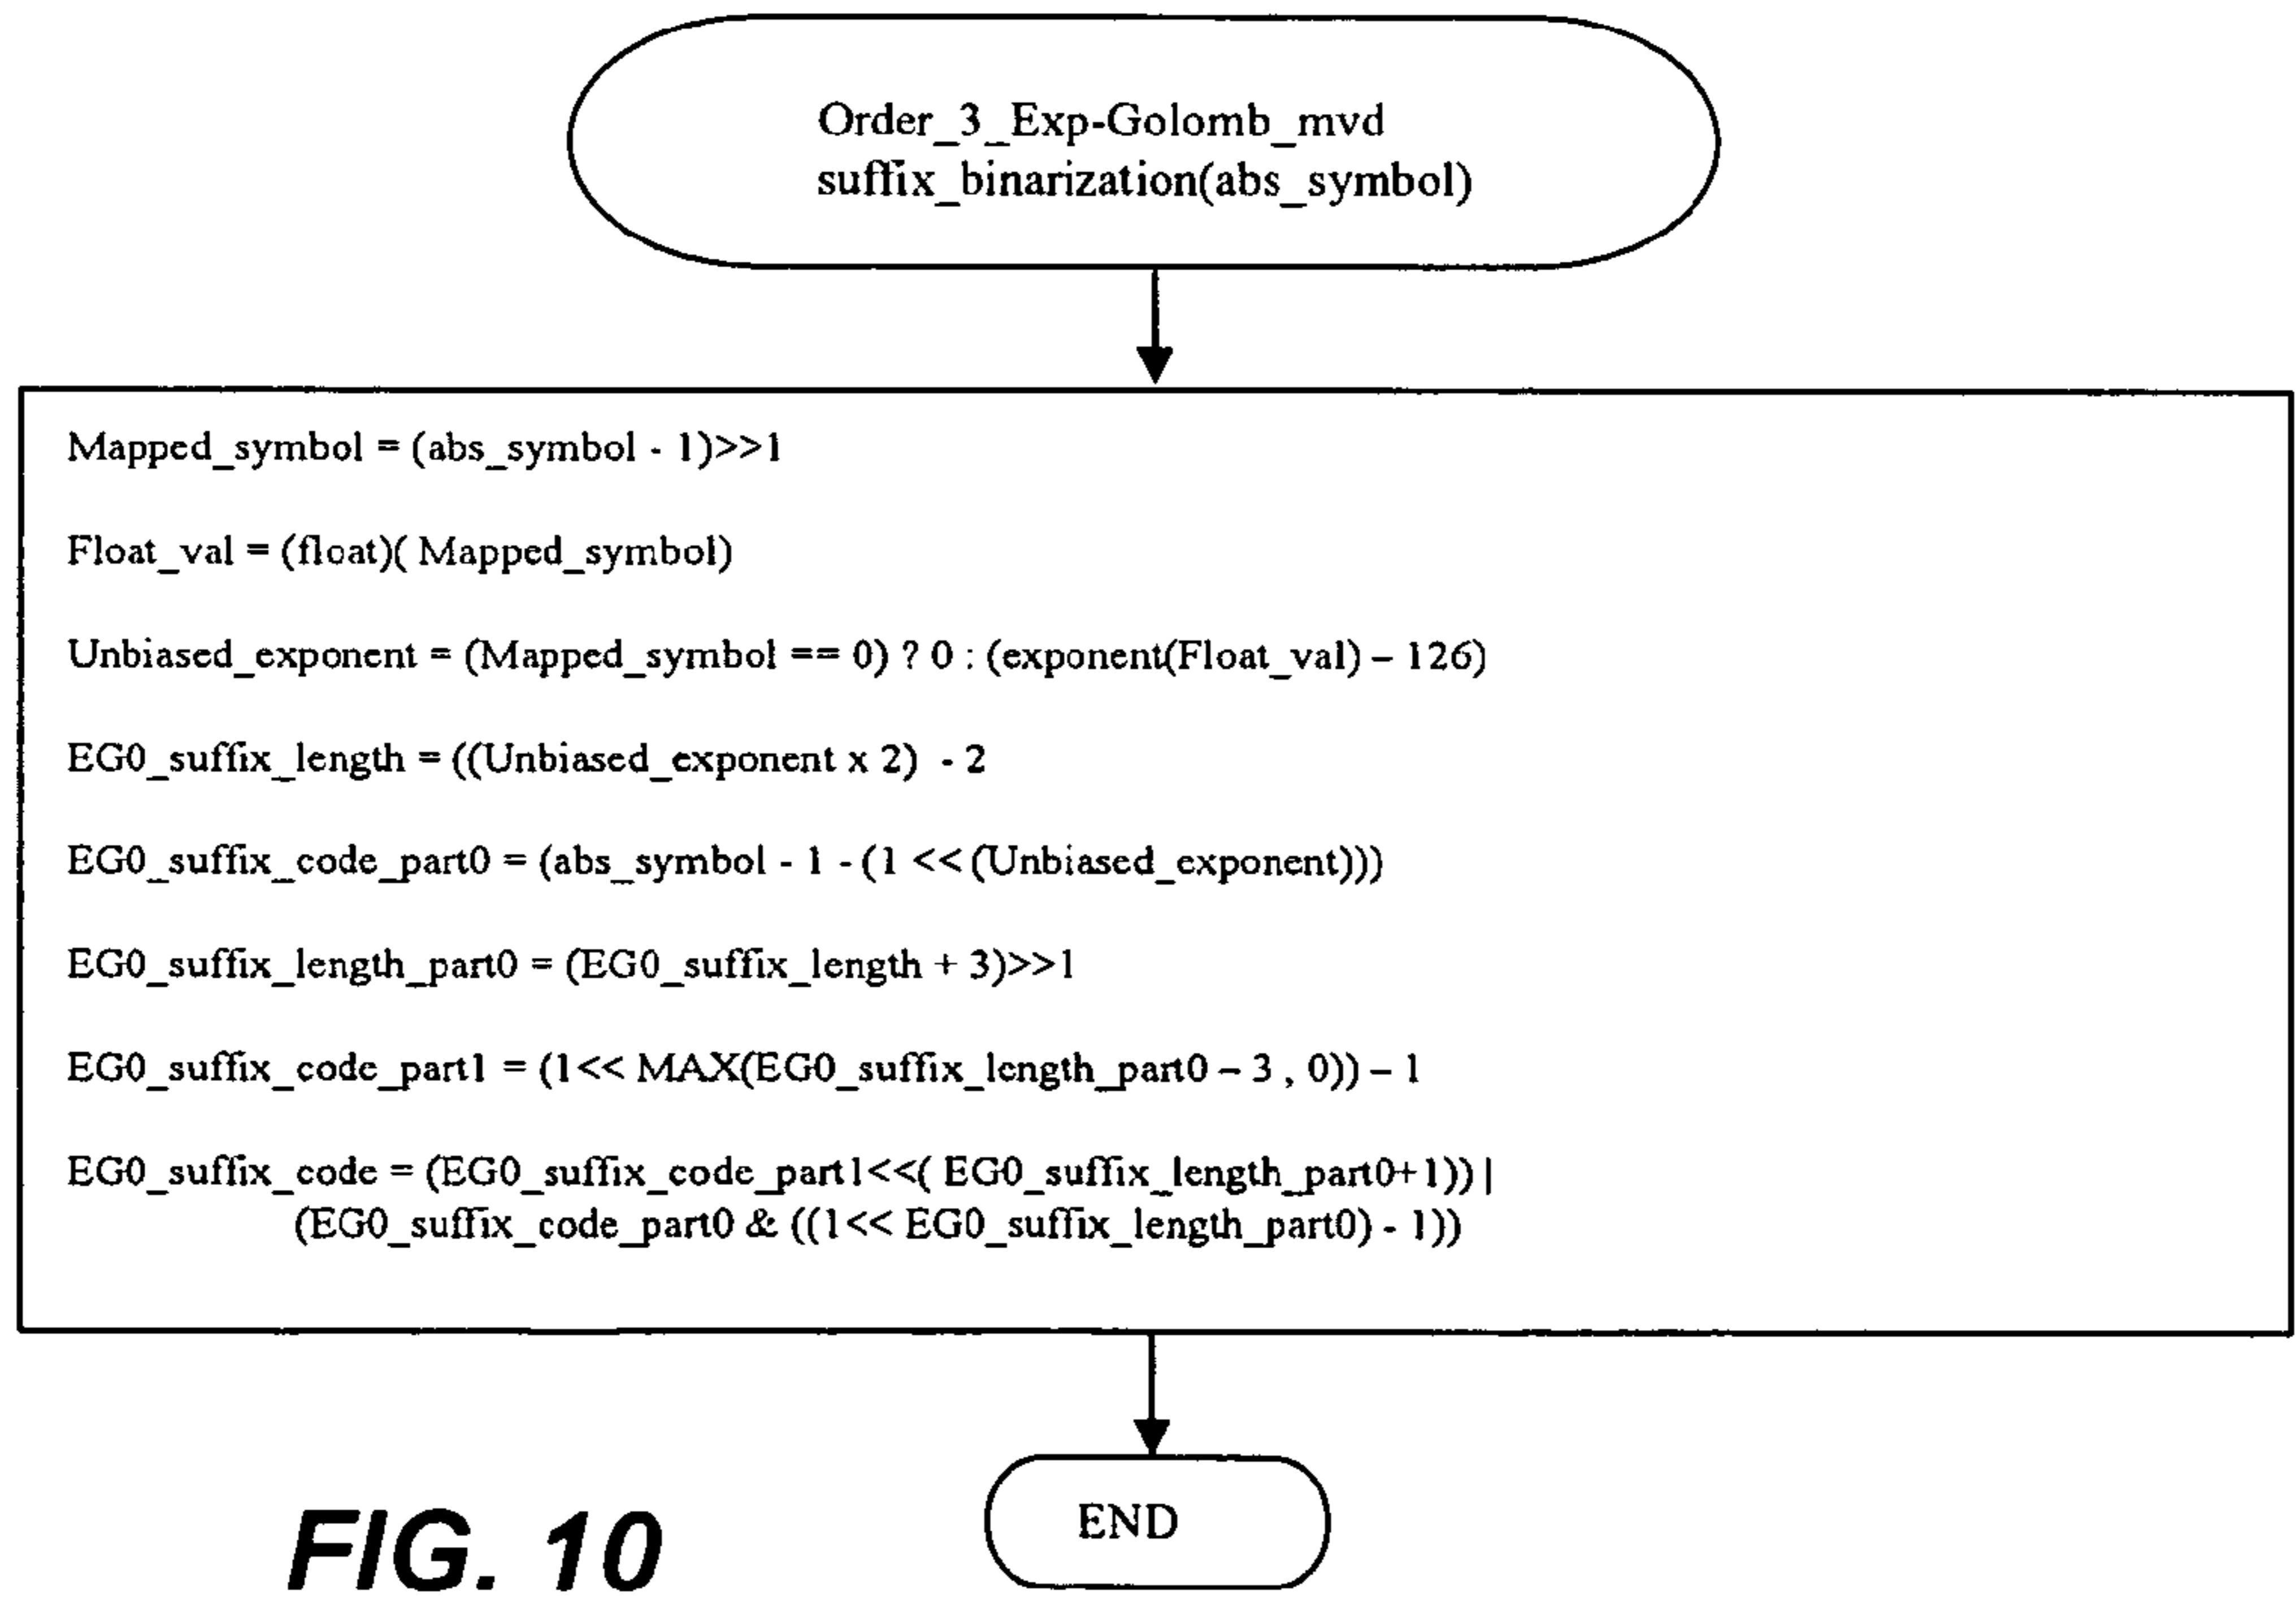 Order_3_Exp-Golomb_mvd
suffix_binarization(abs_symbol)
Mapped_symbol = (abs_symbol - 1)>>1
Float_val = (float)( Mapped_symbol)
Unbiased_exponent = (Mapped_symbol == 0) ? 0 : (exponent(Float_val) – 126)
EG0_suffix_length = ((Unbiased_exponent x 2) - 2
EG0_suffix_code_part0 = (abs_symbol - 1 - (1 << (Unbiased_exponent)))
EG0_suffix_length_part0 = (EG0_suffix_length + 3)>>1
EG0_suffix_code_part1 = (1<< MAX(EG0_suffix_length_part0 – 3 , 0)) – 1
EG0_suffix_code = (EG0_suffix_code_part1<<( EG0_suffix_length_part0+1)) |
(EG0_suffix_code_part0 & ((1<< EG0_suffix_length_part0) - 1))
END
FIG. 10